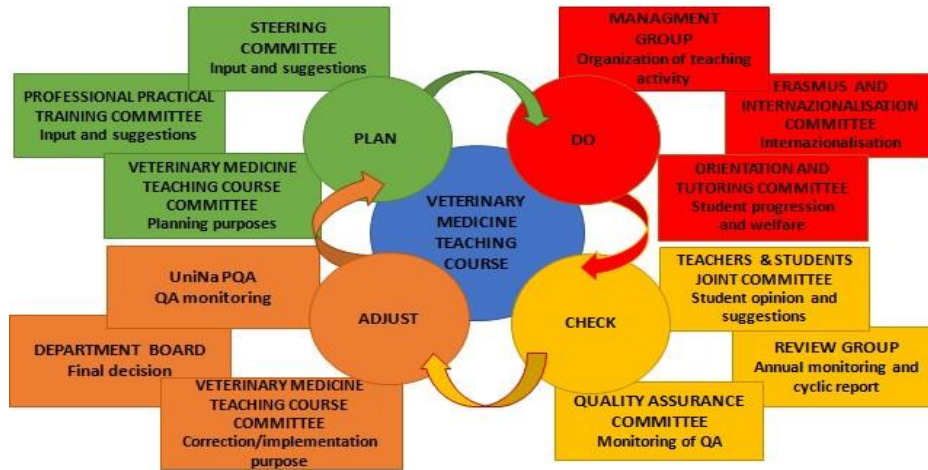 STEERING
COMMITTEE
Input and suggestions
PROFESSIONAL PRACTICAL
TRAINING COMMITTEE
Input and suggestions
VETERINARY MEDICINE
TEACHING COURSE
COMMITTEE
Planning purposes
PLAN
MANAGMENT
GROUP
Organization of teaching
activity
ERASMUS AND
INTERNAZIONALISATION
COMMITTEE
Internazionalisation
ORIENTATION AND
TUTORING COMMITTEE
Student progression
and welfare
DO
VETERINARY
MEDICINE
TEACHING
COURSE
UniNa PQA
QA monitoring
DEPARTMENT BOARD
Final decision
VETERINARY MEDICINE
TEACHING COURSE
COMMITTEE
Correction/implementation
purpose
ADJUST
TEACHERS & STUDENTS
JOINT COMMITTEE
Student opinion and
suggestions
REVIEW GROUP
Annual monitoring and
cyclic report
QUALITY ASSURANCE
COMMITTEE
Monitoring of QA
CHECK